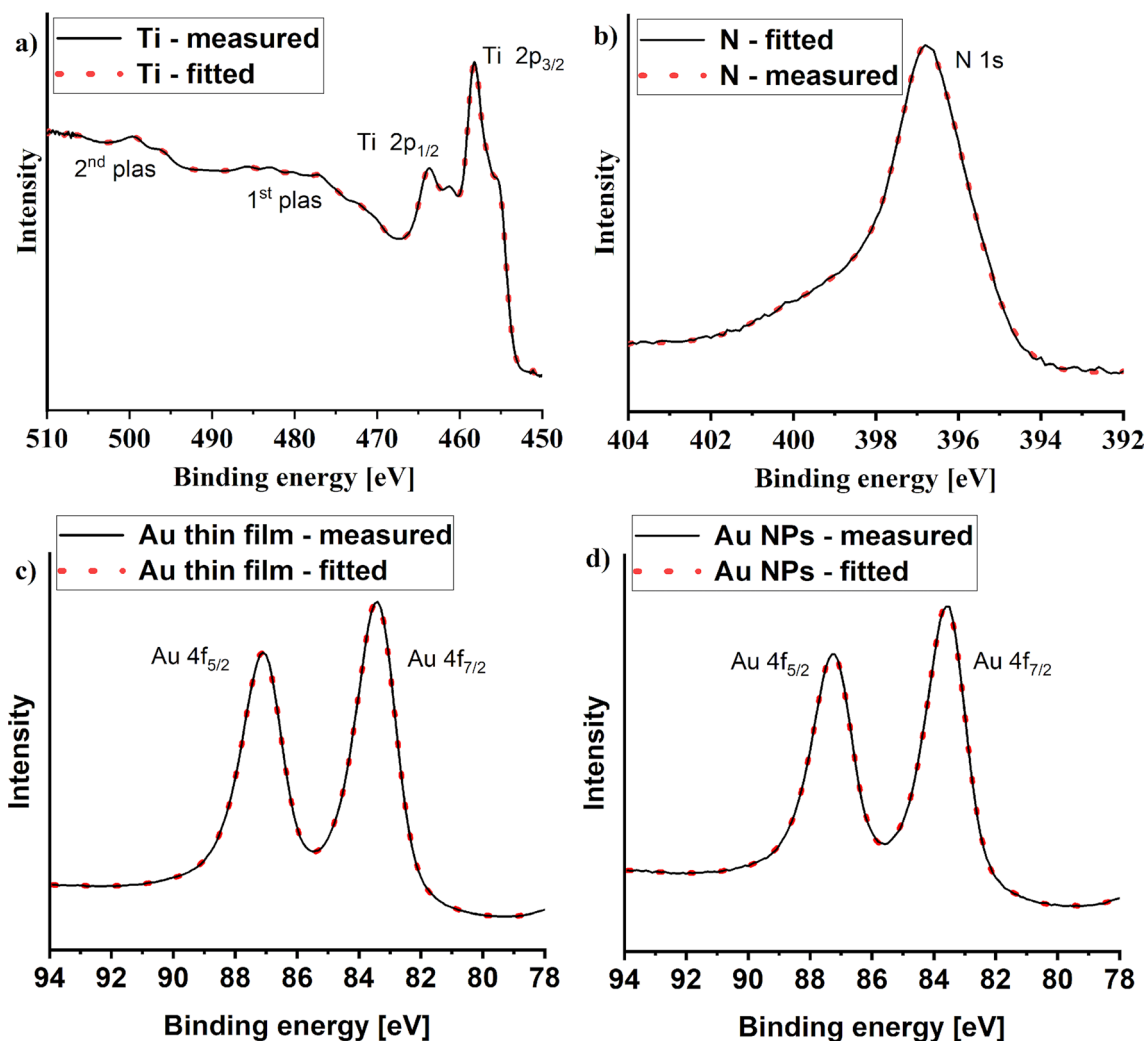 a)
Ti - measured
Ti - fitted
Ti 2p3/2
Ti 2p1/2
2nd plas
1st plas
Intensity
510 500 490 480 470 460 450
Binding energy [eV]
b)
N - fitted
N - measured
N 1s
Intensity
404 402 400 398 396 394 392
Binding energy [eV]
c)
Au thin film - measured
Au thin film - fitted
Au 4f5/2
Au 4f7/2
Intensity
94 92 90 88 86 84 82 80 78
Binding energy [eV]
d)
Au NPs - measured
Au NPs - fitted
Au 4f5/2
Au 4f7/2
Intensity
94 92 90 88 86 84 82 80 78
Binding energy [eV]